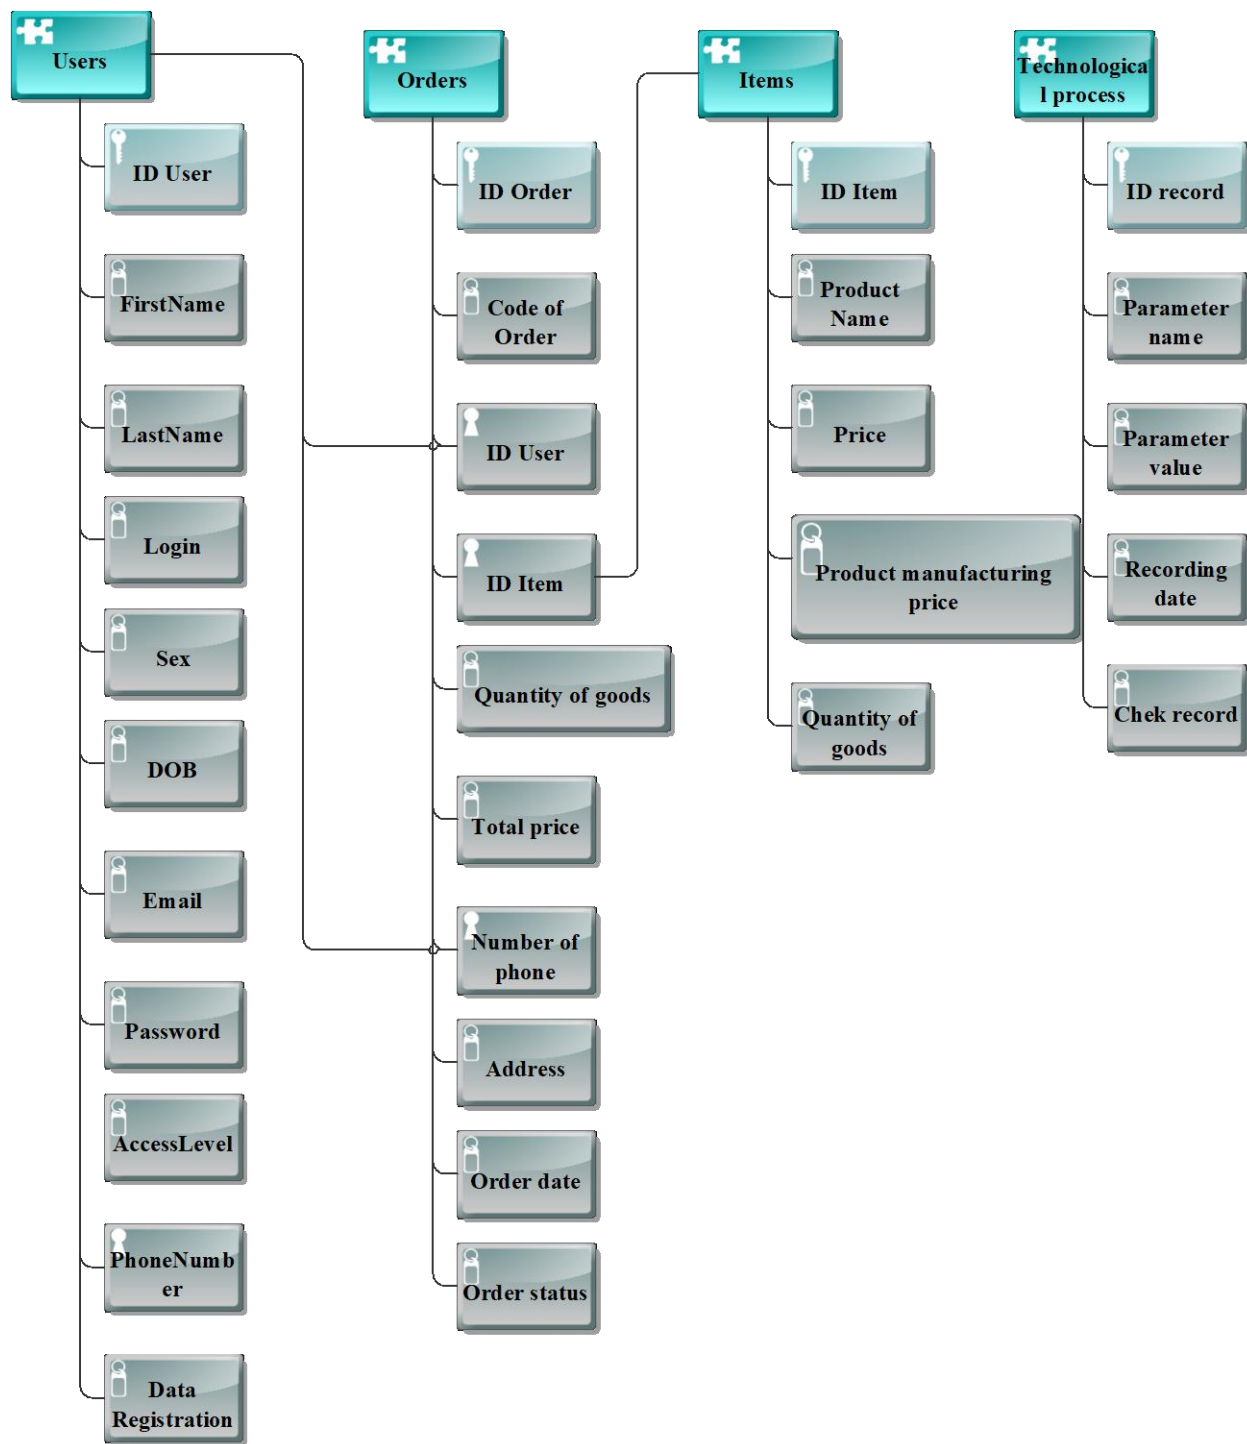 Users
ID User
FirstName
LastName
Login
Sex
DOB
Email
Password
AccessLevel
PhoneNumb
er
Data
Registration
Orders
ID Order
Code of
Order
ID User
ID Item
Quantity of goods
Total price
Number of
phone
Address
Order date
Order status
Items
ID Item
Product
Name
Price
Product manufacturing
price
Quantity of
goods
Technologica
l process
ID record
Parameter
name
Parameter
value
Recording
date
Chek record